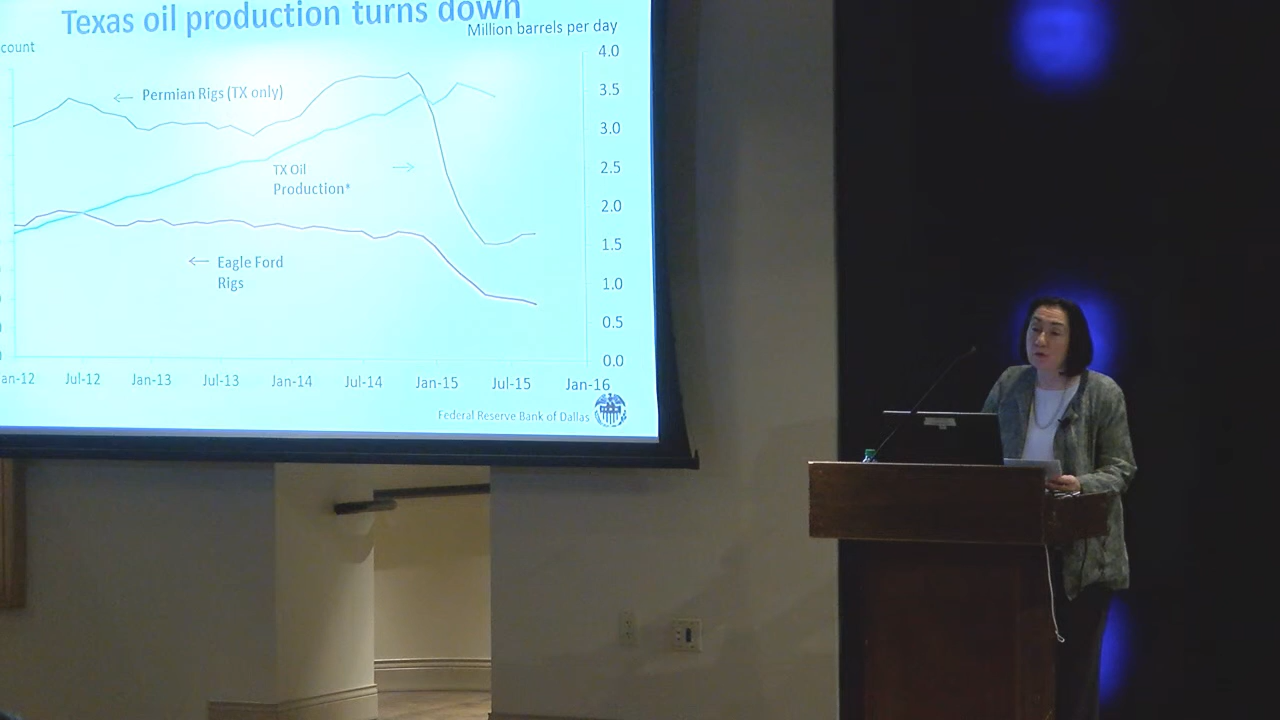 Texas oil production turns down
count
Million barrels per day
4.0
Permian Rigs (TX only)
3.5
3.0
TX Oil
Production*
2.5
2.0
1.5
Eagle Ford
Rigs
1.0
0.5
0.0
an-12 Jul-12 Jan-13 Jul-13 Jan-14 Jul-14 Jan-15 Jul-15 Jan-16
Federal Reserve Bank of Dallas